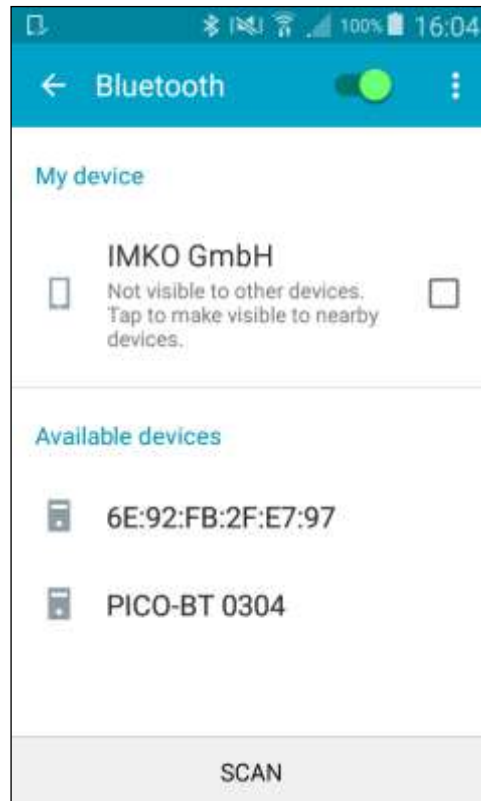 100% 16:04
Bluetooth
My device
IMKO GmbH
Not visible to other devices.
Tap to make visible to nearby
devices.
Available devices
6E:92:FB:2F:E7:97
PICO-BT 0304
SCAN